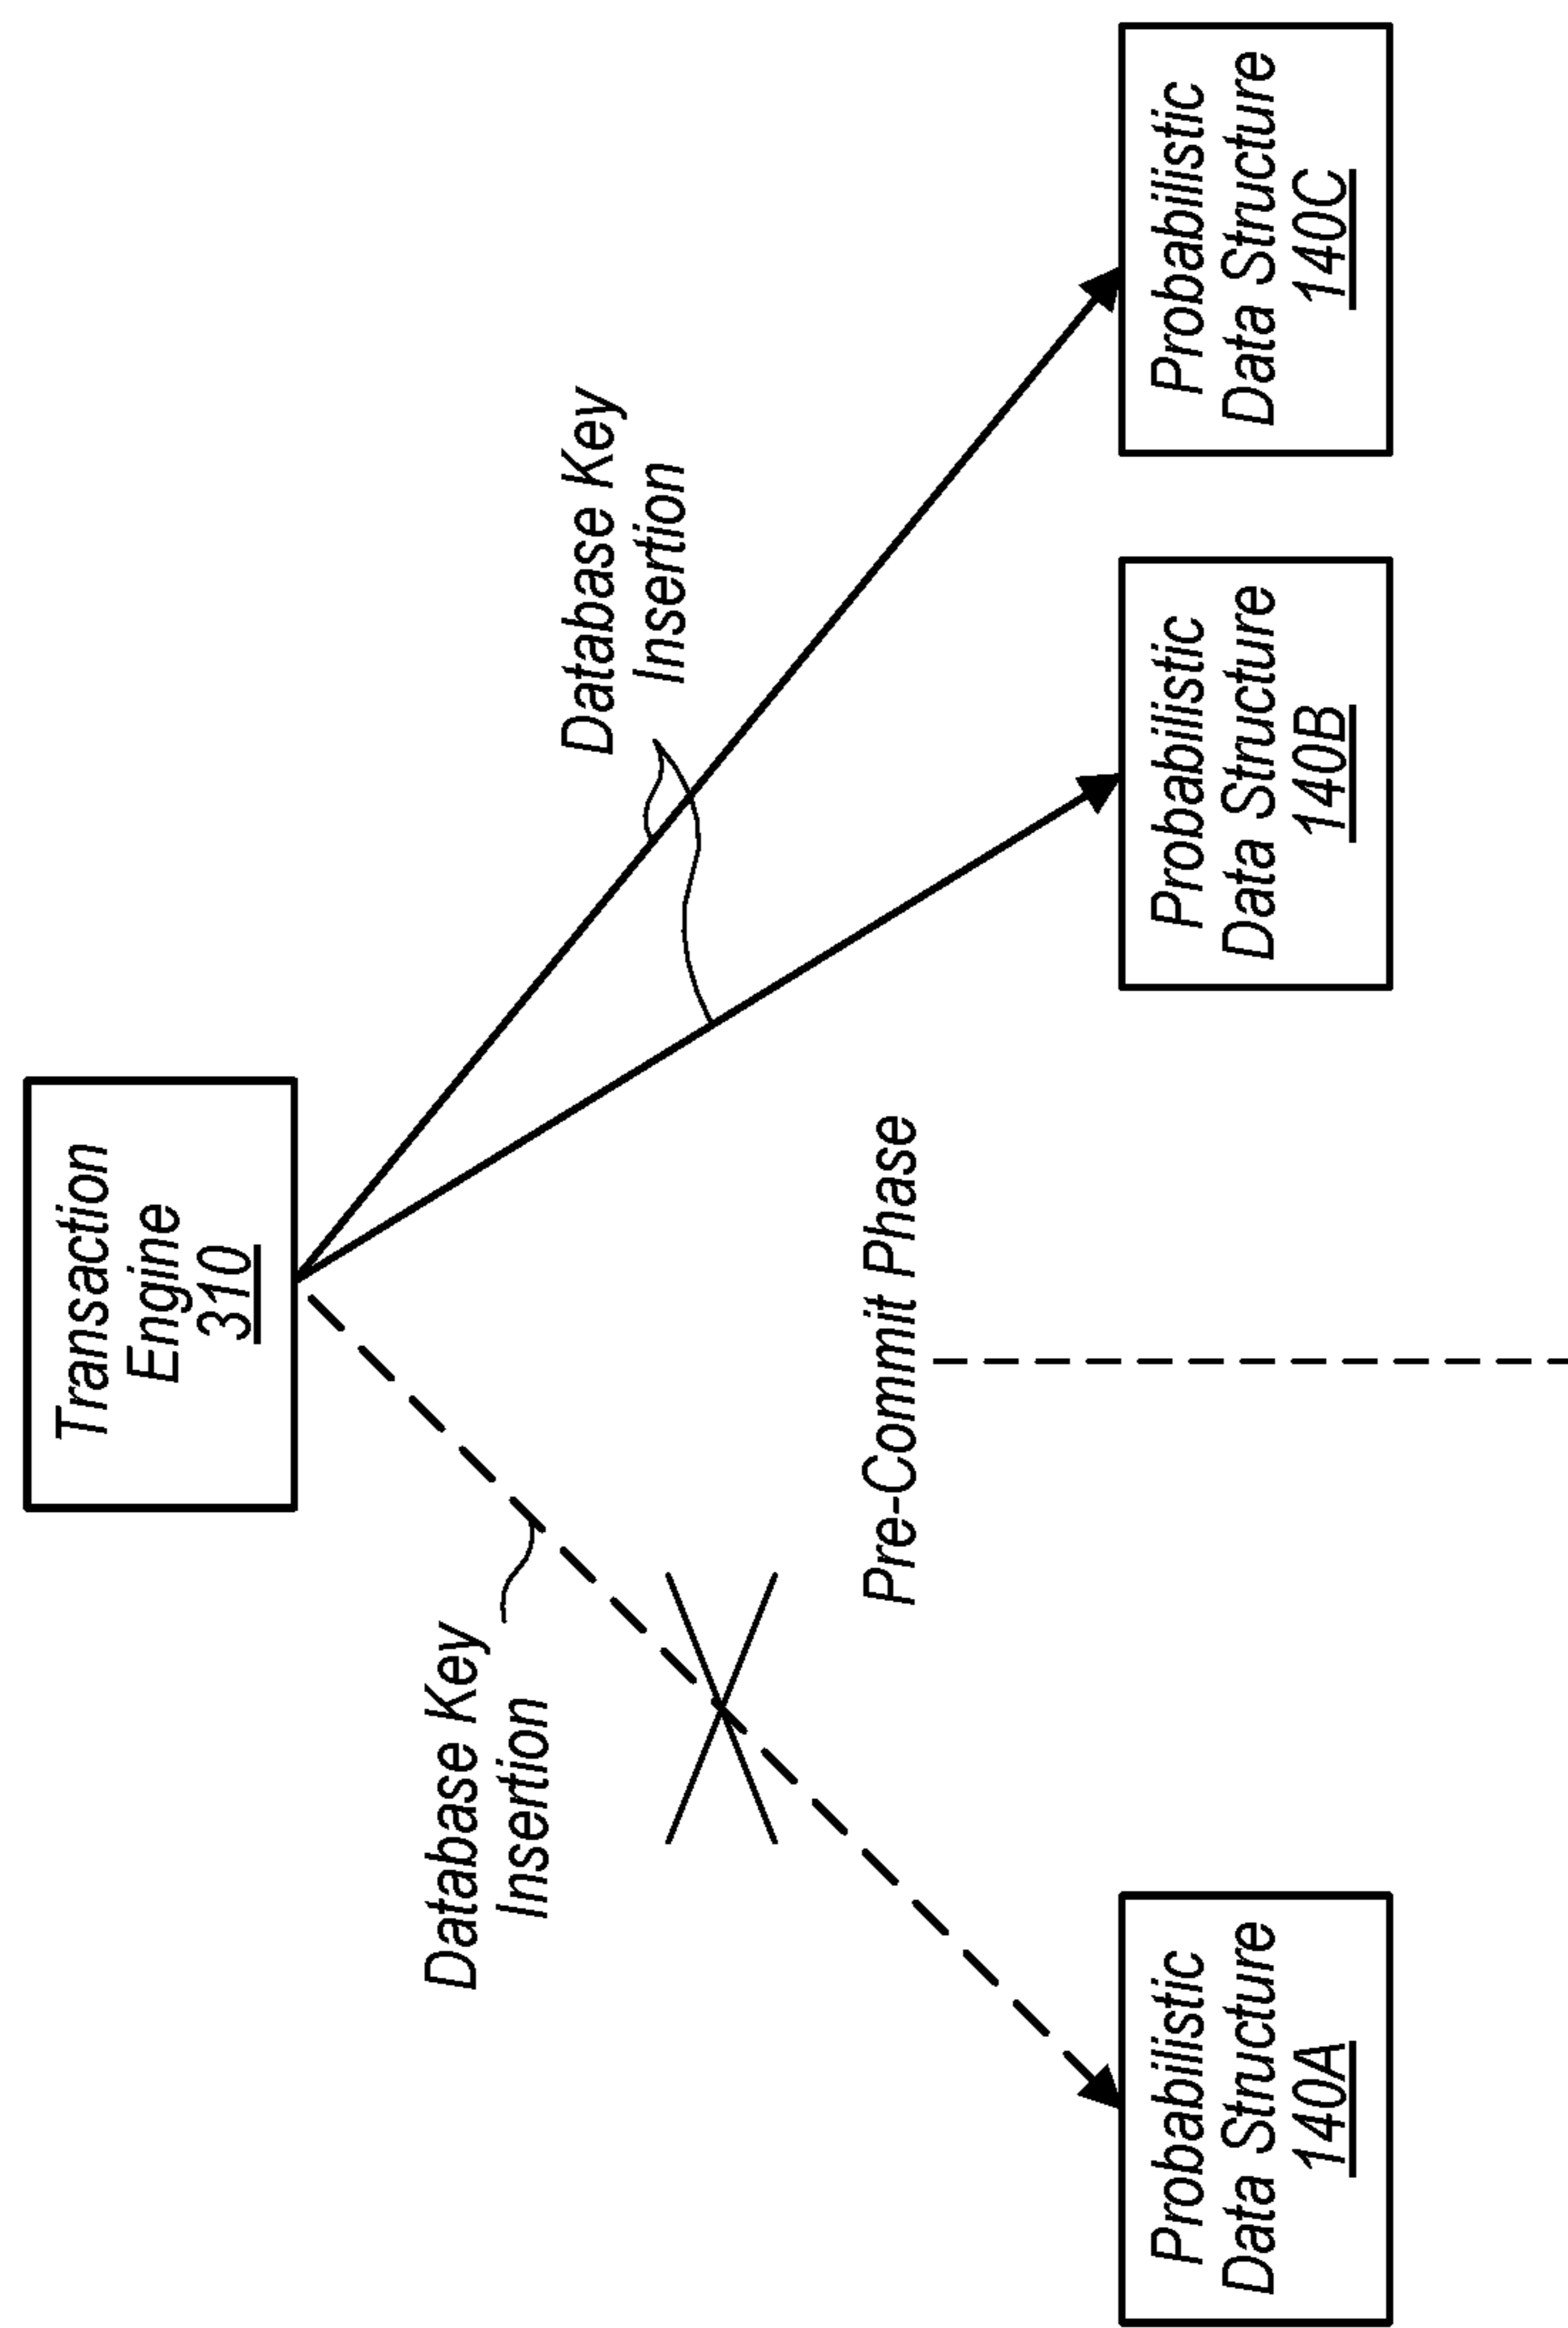 Transaction
Engine
310
Database Key
Insertion
Database Key
Insertion
Pre-Commit Phase
Probabilistic
Data Structure
140A
Probabilistic
Data Structure
140B
Probabilistic
Data Structure
140C